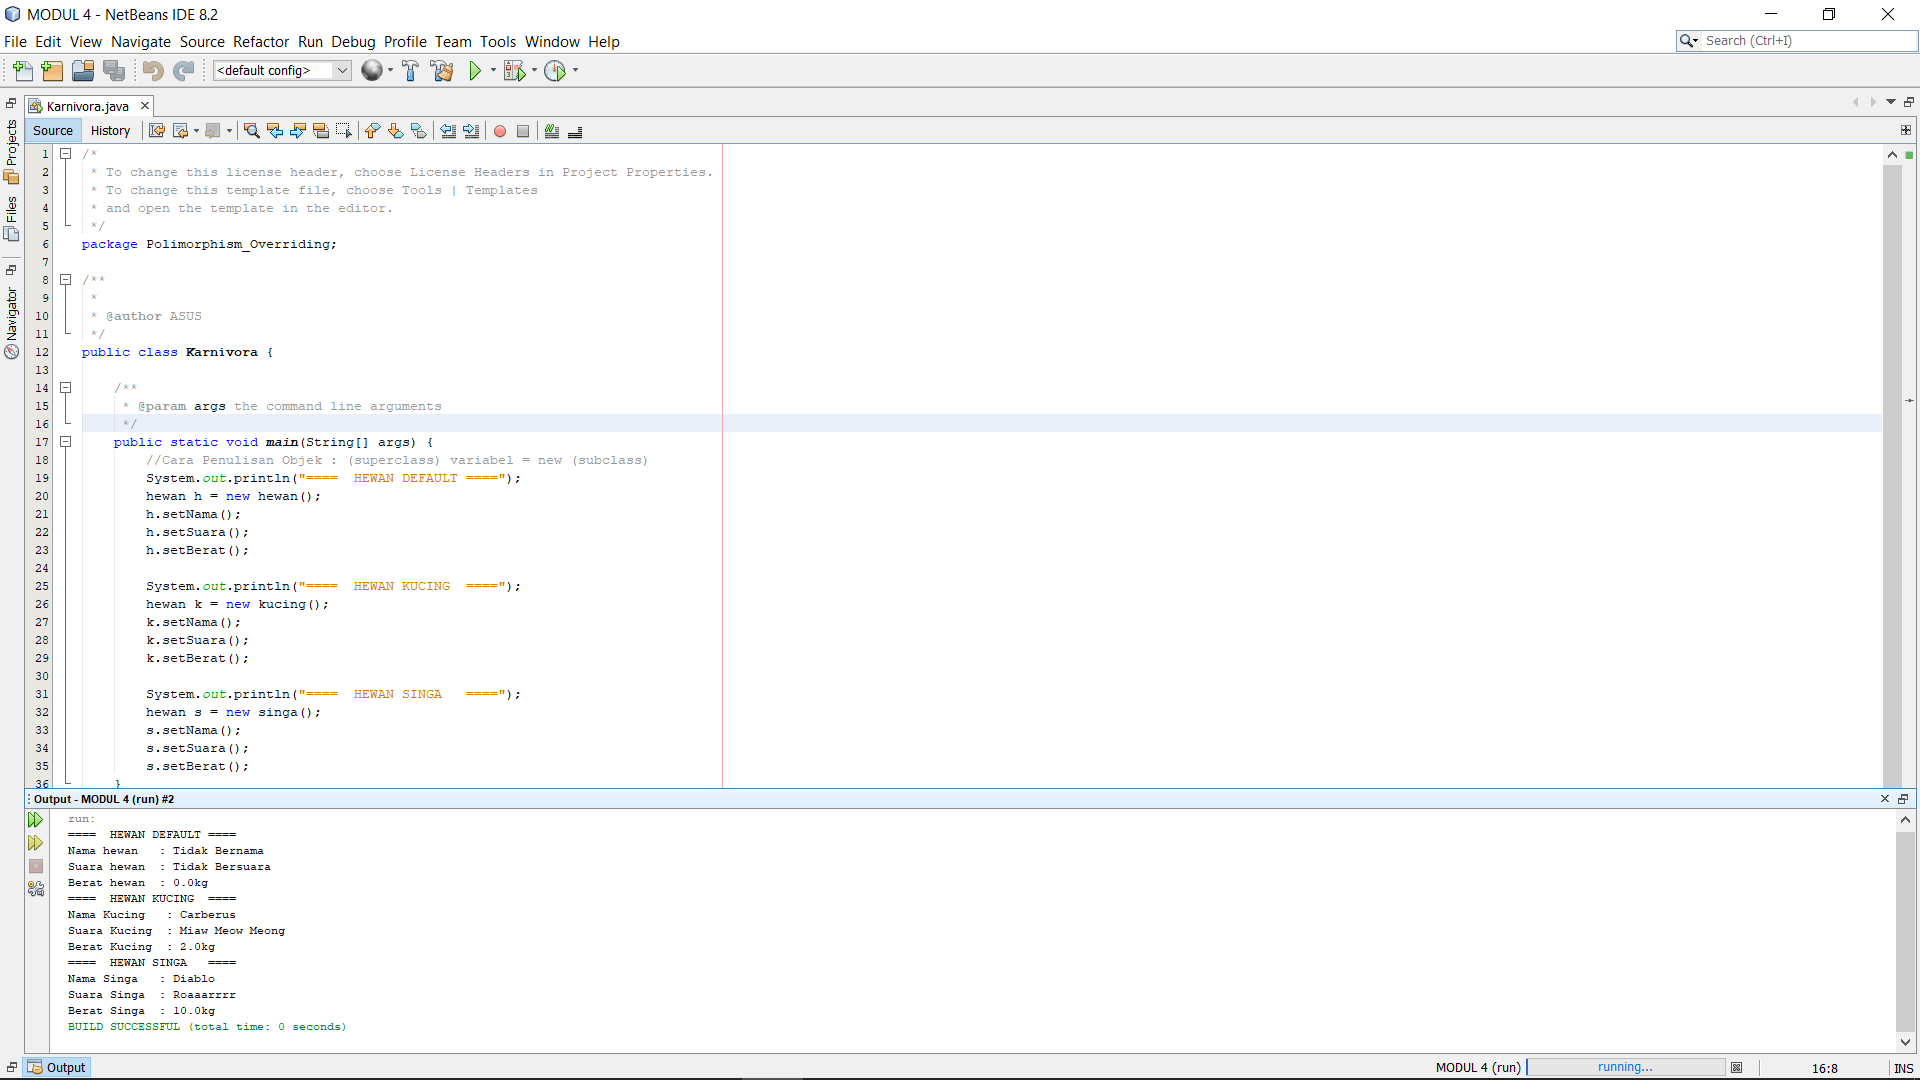 MODUL 4 - NetBeans IDE 8.2
File Edit View Navigate Source Refactor Run Debug Profile Team Tools Window Help
Search (Ctrl+I)
<default config>
Karnivora.java
Source History
Projects
Files
Navigator
1 /*
2  * To change this license header, choose License Headers in Project Properties.
3  * To change this template file, choose Tools | Templates
4  * and open the template in the editor.
5  */
6 package Polimorphism_Overriding;
7
8 /**
9  *
10  * @author ASUS
11  */
12 public class Karnivora {
13
14     /**
15      * @param args the command line arguments
16      */
17     public static void main(String[] args) {
18         //Cara Penulisan Objek : (superclass) variabel = new (subclass)
19         System.out.println("====  HEWAN DEFAULT ====");
20         hewan h = new hewan();
21         h.setNama();
22         h.setSuara();
23         h.setBerat();
24
25         System.out.println("====  HEWAN KUCING  ====");
26         hewan k = new kucing();
27         k.setNama();
28         k.setSuara();
29         k.setBerat();
30
31         System.out.println("====  HEWAN SINGA   ====");
32         hewan s = new singa();
33         s.setNama();
34         s.setSuara();
35         s.setBerat();
36     }
Output - MODUL 4 (run) #2
run:
====  HEWAN DEFAULT ====
Nama hewan   : Tidak Bernama
Suara hewan  : Tidak Bersuara
Berat hewan  : 0.0kg
====  HEWAN KUCING  ====
Nama Kucing   : Carberus
Suara Kucing  : Miaw Meow Meong
Berat Kucing  : 2.0kg
====  HEWAN SINGA   ====
Nama Singa   : Diablo
Suara Singa  : Roaaarrrr
Berat Singa  : 10.0kg
BUILD SUCCESSFUL (total time: 0 seconds)
Output
MODUL 4 (run) running... 16:8 INS